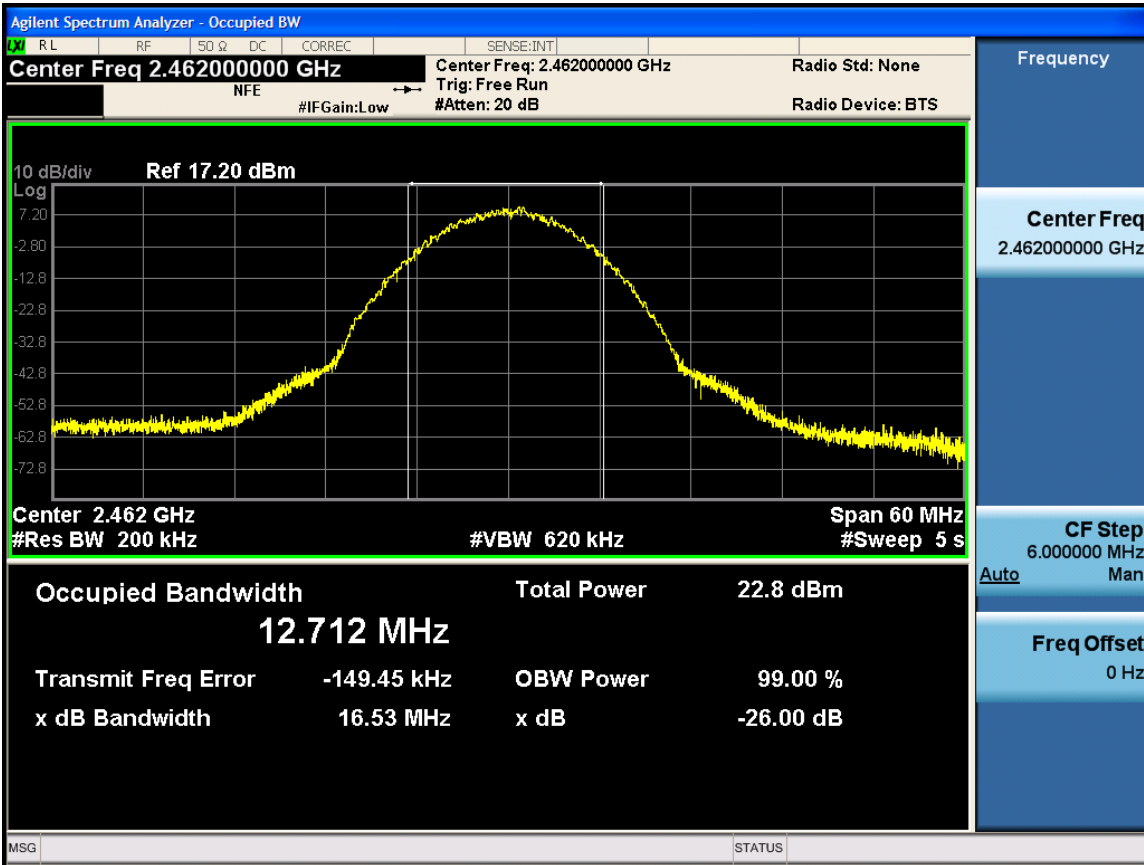 Agilent Spectrum Analyzer - Occupied BW
LXI RL RF 50 Ω DC CORREC SENSE:INT
Center Freq 2.462000000 GHz
NFE
#IFGain:Low
Center Freq: 2.462000000 GHz
Trig: Free Run
#Atten: 20 dB
Radio Std: None
Radio Device: BTS
10 dB/div Ref 17.20 dBm
Log
7.20
-2.80
-12.8
-22.8
-32.8
-42.8
-52.8
-62.8
-72.8
Center 2.462 GHz Span 60 MHz
#Res BW 200 kHz #VBW 620 kHz #Sweep 5 s
Occupied Bandwidth Total Power 22.8 dBm
12.712 MHz
Transmit Freq Error -149.45 kHz OBW Power 99.00 %
x dB Bandwidth 16.53 MHz x dB -26.00 dB
MSG STATUS
Frequency
Center Freq
2.462000000 GHz
CF Step
6.000000 MHz
Auto Man
Freq Offset
0 Hz